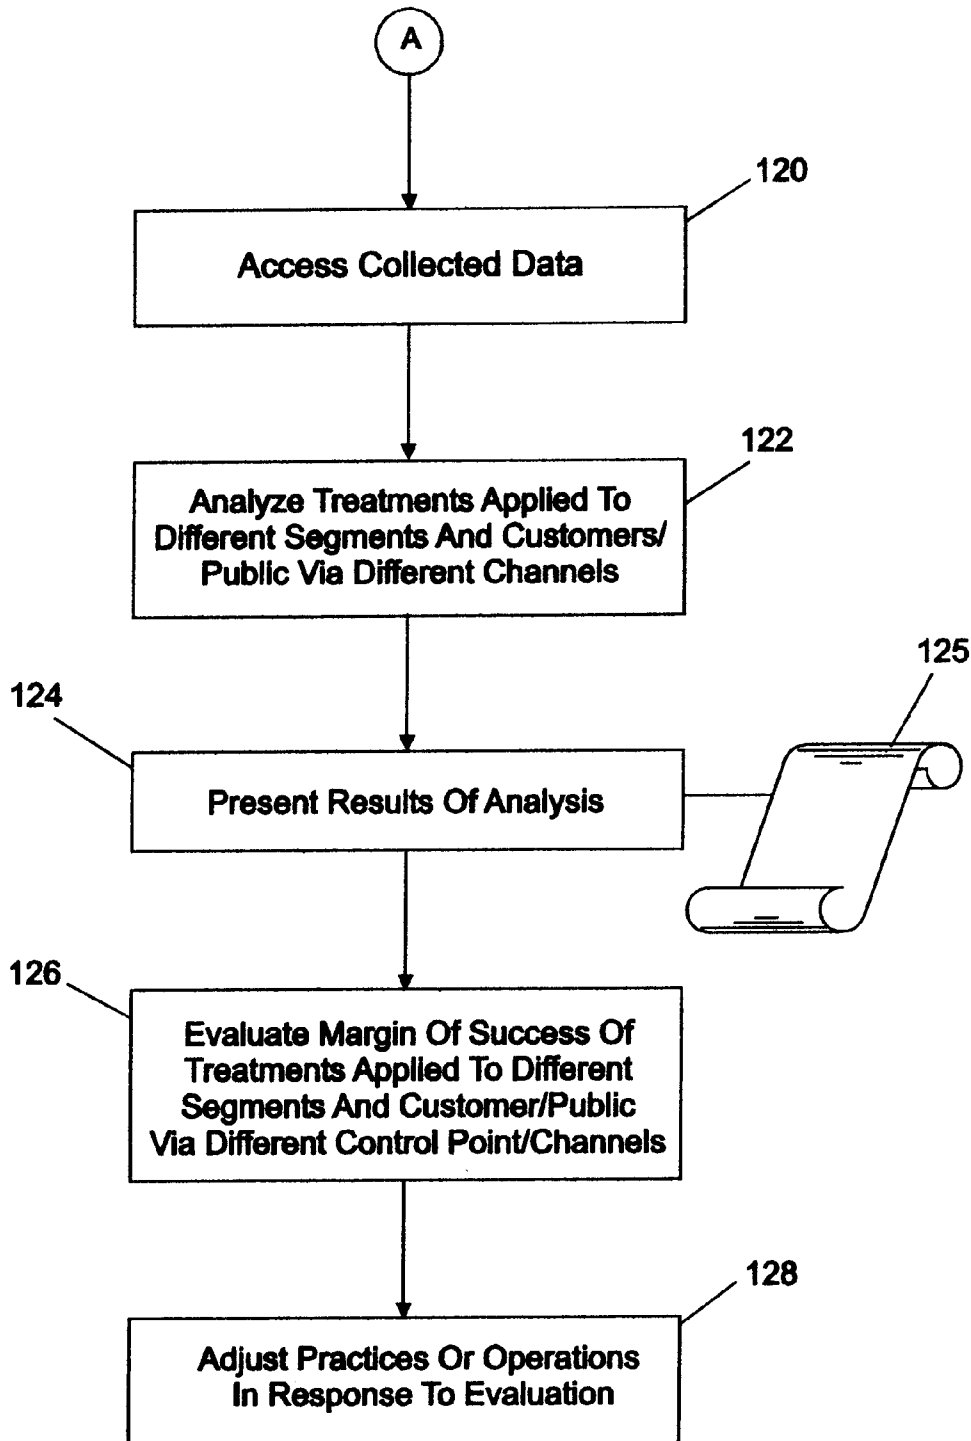 A
120
Access Collected Data
122
Analyze Treatments Applied To
Different Segments And Customers/
Public Via Different Channels
125
124
Present Results Of Analysis
126
Evaluate Margin Of Success Of
Treatments Applied To Different
Segments And Customer/Public
Via Different Control Point/Channels
128
Adjust Practices Or Operations
In Response To Evaluation